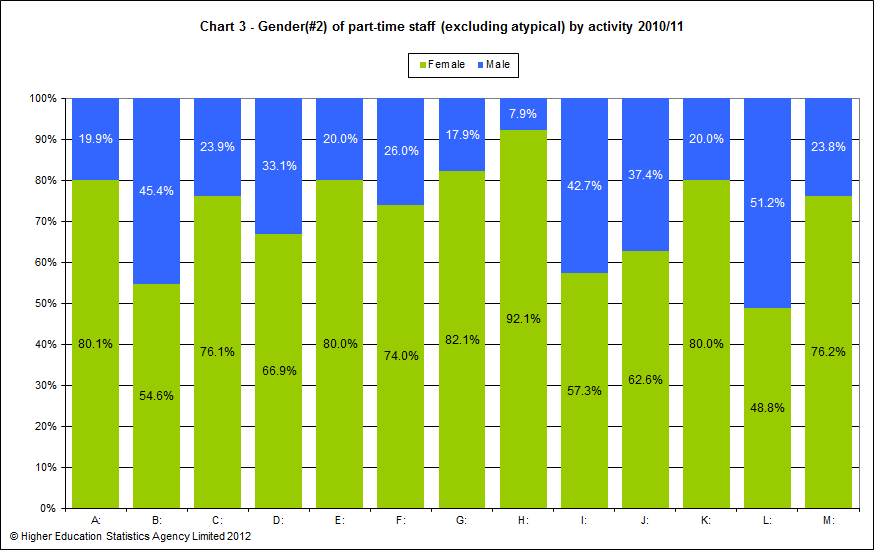 Chart 3 - Gender(#2) of part-time staff (excluding atypical) by activity 2010/11
Female Male
100%
90%
80%
70%
60%
50%
40%
30%
20%
10%
0%
19.9% 45.4% 23.9% 33.1% 20.0% 26.0% 17.9% 7.9% 42.7% 37.4% 20.0% 51.2% 23.8%
80.1% 54.6% 76.1% 66.9% 80.0% 74.0% 82.1% 92.1% 57.3% 62.6% 80.0% 48.8% 76.2%
A: B: C: D: E: F: G: H: I: J: K: L: M:
© Higher Education Statistics Agency Limited 2012